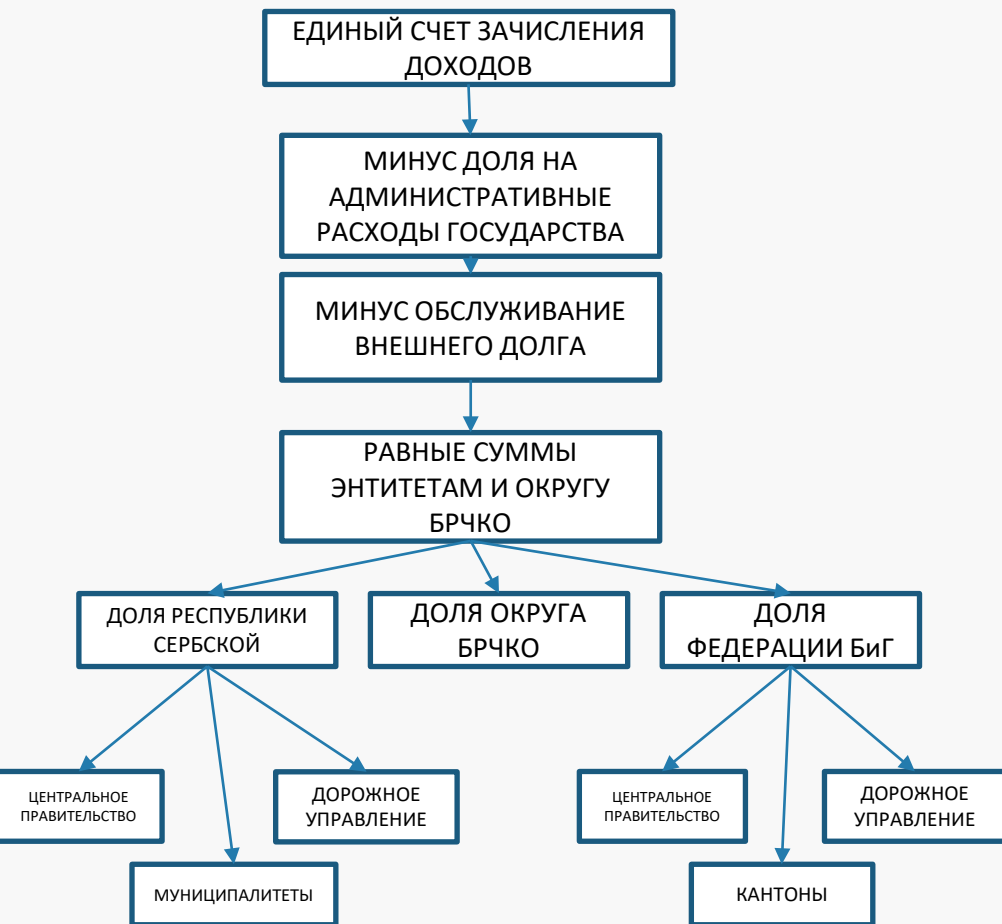 ЕДИНЫЙ СЧЕТ ЗАЧИСЛЕНИЯ
ДОХОДОВ
МИНУС ДОЛЯ НА
АДМИНИСТРАТИВНЫЕ
РАСХОДЫ ГОСУДАРСТВА
МИНУС ОБСЛУЖИВАНИЕ
ВНЕШНЕГО ДОЛГА
РАВНЫЕ СУММЫ
ЭНТИТЕТАМ И ОКРУГУ
БРЧКО
ДОЛЯ РЕСПУБЛИКИ
СЕРБСКОЙ
ДОЛЯ ОКРУГА
БРЧКО
ДОЛЯ
ФЕДЕРАЦИИ БиГ
ЦЕНТРАЛЬНОЕ
ПРАВИТЕЛЬСТВО
ДОРОЖНОЕ
УПРАВЛЕНИЕ
ЦЕНТРАЛЬНОЕ
ПРАВИТЕЛЬСТВО
ДОРОЖНОЕ
УПРАВЛЕНИЕ
МУНИЦИПАЛИТЕТЫ
КАНТОНЫ